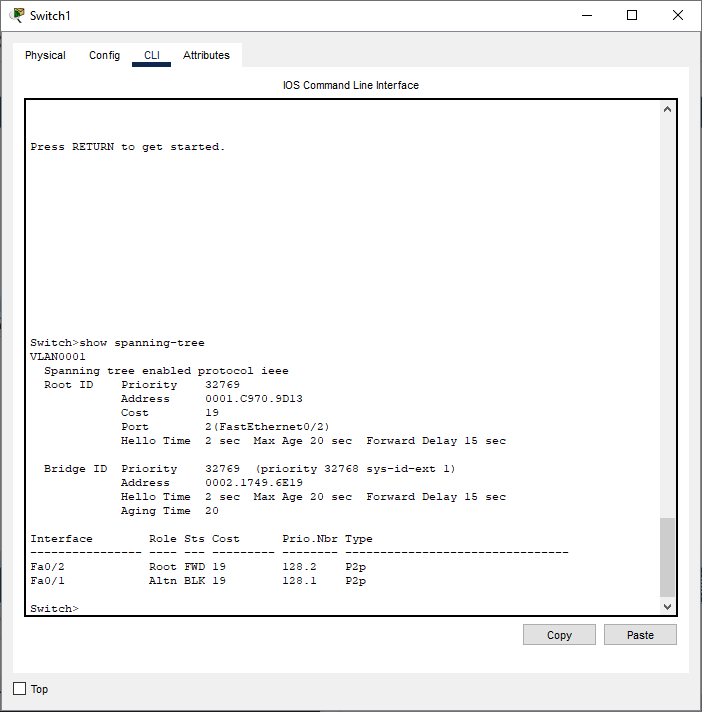 Switch1
Physical Config CLI Attributes
IOS Command Line Interface
Press RETURN to get started.
Switch>show spanning-tree
VLAN0001
  Spanning tree enabled protocol ieee
  Root ID    Priority    32769
             Address     0001.C970.9D13
             Cost        19
             Port        2(FastEthernet0/2)
             Hello Time  2 sec  Max Age 20 sec  Forward Delay 15 sec
  Bridge ID  Priority    32769  (priority 32768 sys-id-ext 1)
             Address     0002.1749.6E19
             Hello Time  2 sec  Max Age 20 sec  Forward Delay 15 sec
             Aging Time  20
Interface        Role Sts Cost      Prio.Nbr Type
---------------- ---- --- --------- -------- --------------------------------
Fa0/2            Root FWD 19        128.2    P2p
Fa0/1            Altn BLK 19        128.1    P2p
Switch>
Copy Paste
Top